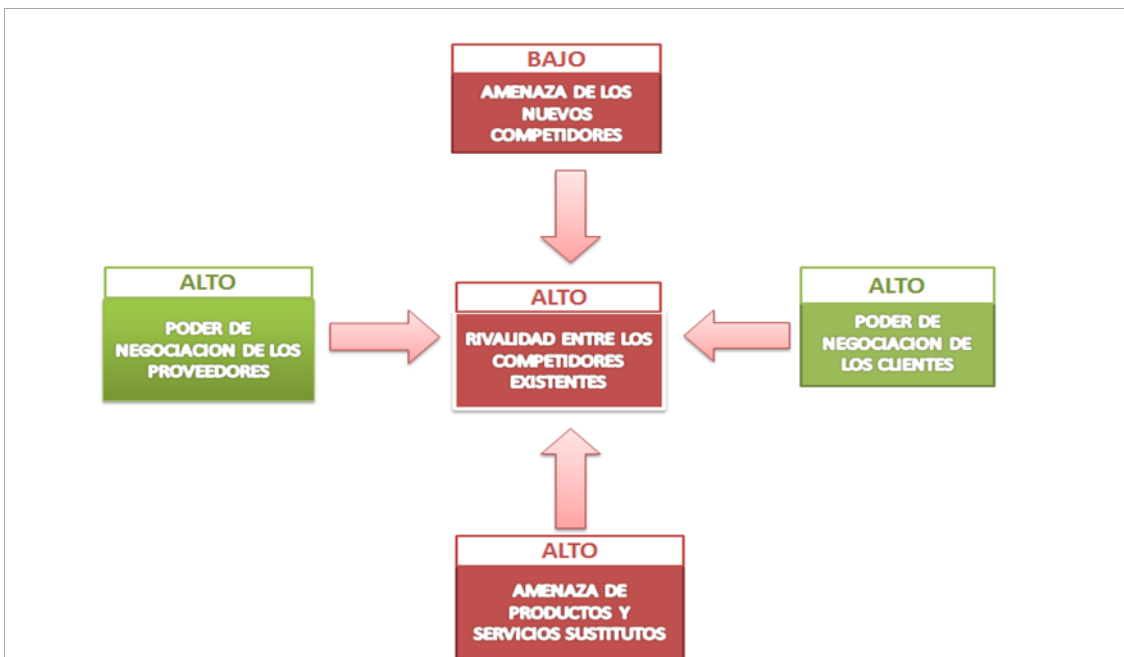 BAJO
AMENAZA DE LOS
NUEVOS
COMPETIDORES
ALTO
PODER DE
NEGOCIACION DE LOS
PROVEEDORES
ALTO
RIVALIDAD ENTRE LOS
COMPETIDORES
EXISTENTES
ALTO
PODER DE
NEGOCIACION DE
LOS CLIENTES
ALTO
AMENAZA DE
PRODUCTOS Y
SERVICIOS SUSTITUTOS